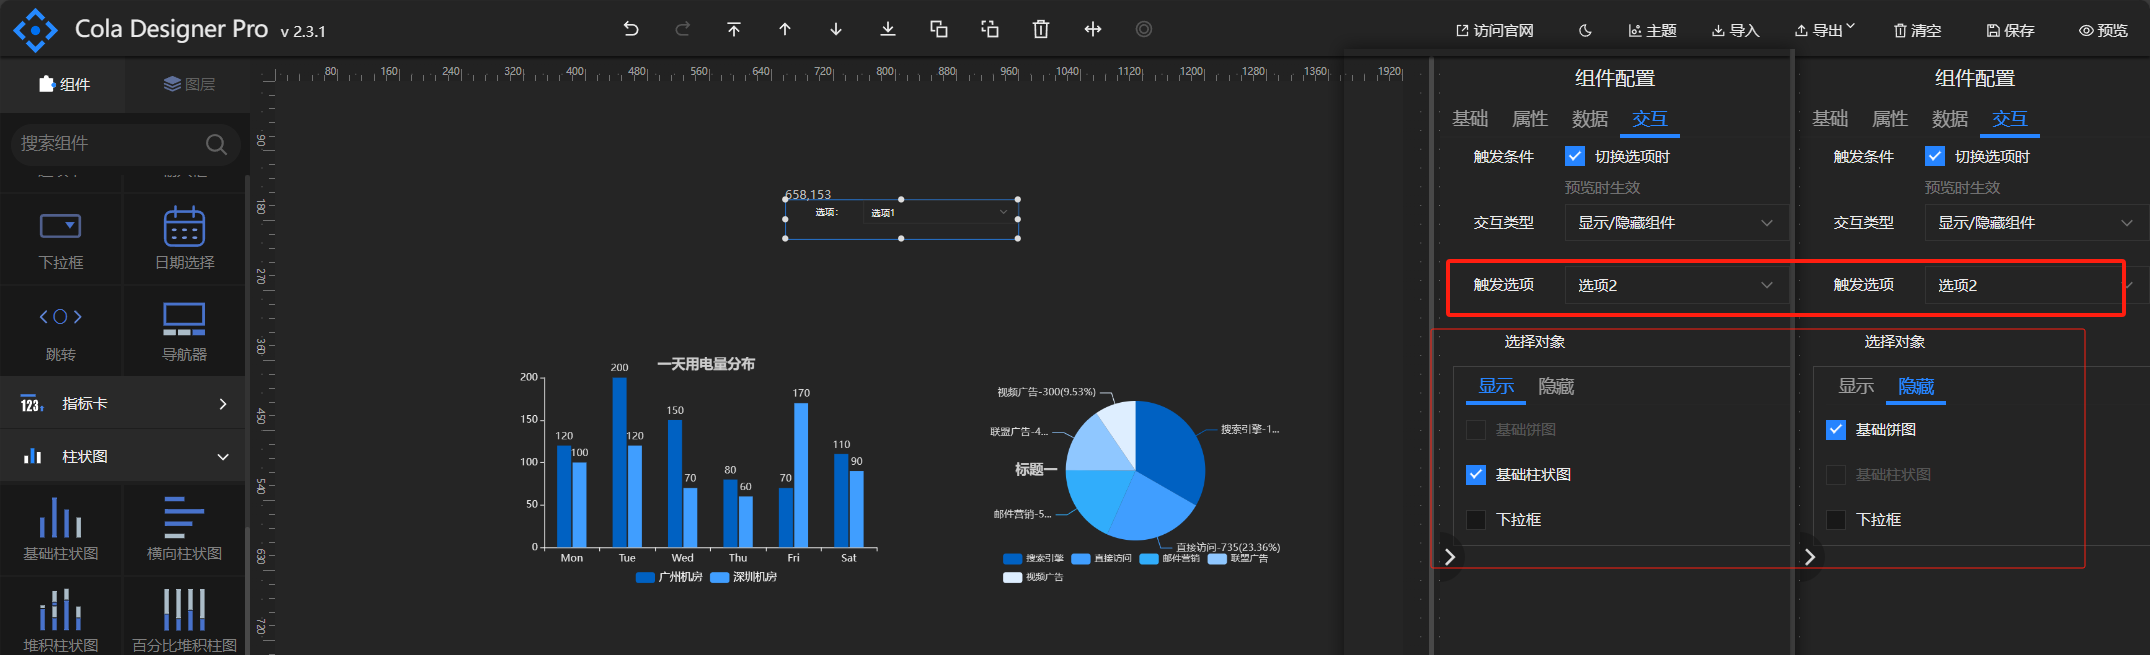 Cola Designer Pro v 2.3.1
访问官网 主题 导入 导出 清空 保存 预览
组件 图层
搜索组件
下拉框 日期选择
跳转 导航器
指标卡
柱状图
基础柱状图 横向柱状图
堆积柱状图 百分比堆积柱图
80 160 240 320 400 480 560 640 720 800 880 960 1040 1120 1200 1280 1360 1920
90
180
270
360
450
540
630
720
658,153
选项: 选项1
一天用电量分布
200
150
100
50
0
120 100 200 120 150 70 80 60 70 170 110 90
Mon Tue Wed Thu Fri Sat
广州机房 深圳机房
标题一
视频广告-300(9.53%)
联盟广告-4...
邮件营销-5...
搜索引擎-1...
直接访问-735(23.36%)
搜索引擎 直接访问 邮件营销 联盟广告
视频广告
组件配置
基础 属性 数据 交互
触发条件 切换选项时
预览时生效
交互类型 显示/隐藏组件
触发选项 选项2
选择对象
显示 隐藏
基础饼图
基础柱状图
下拉框
组件配置
基础 属性 数据 交互
触发条件 切换选项时
预览时生效
交互类型 显示/隐藏组件
触发选项 选项2
选择对象
显示 隐藏
基础饼图
基础柱状图
下拉框